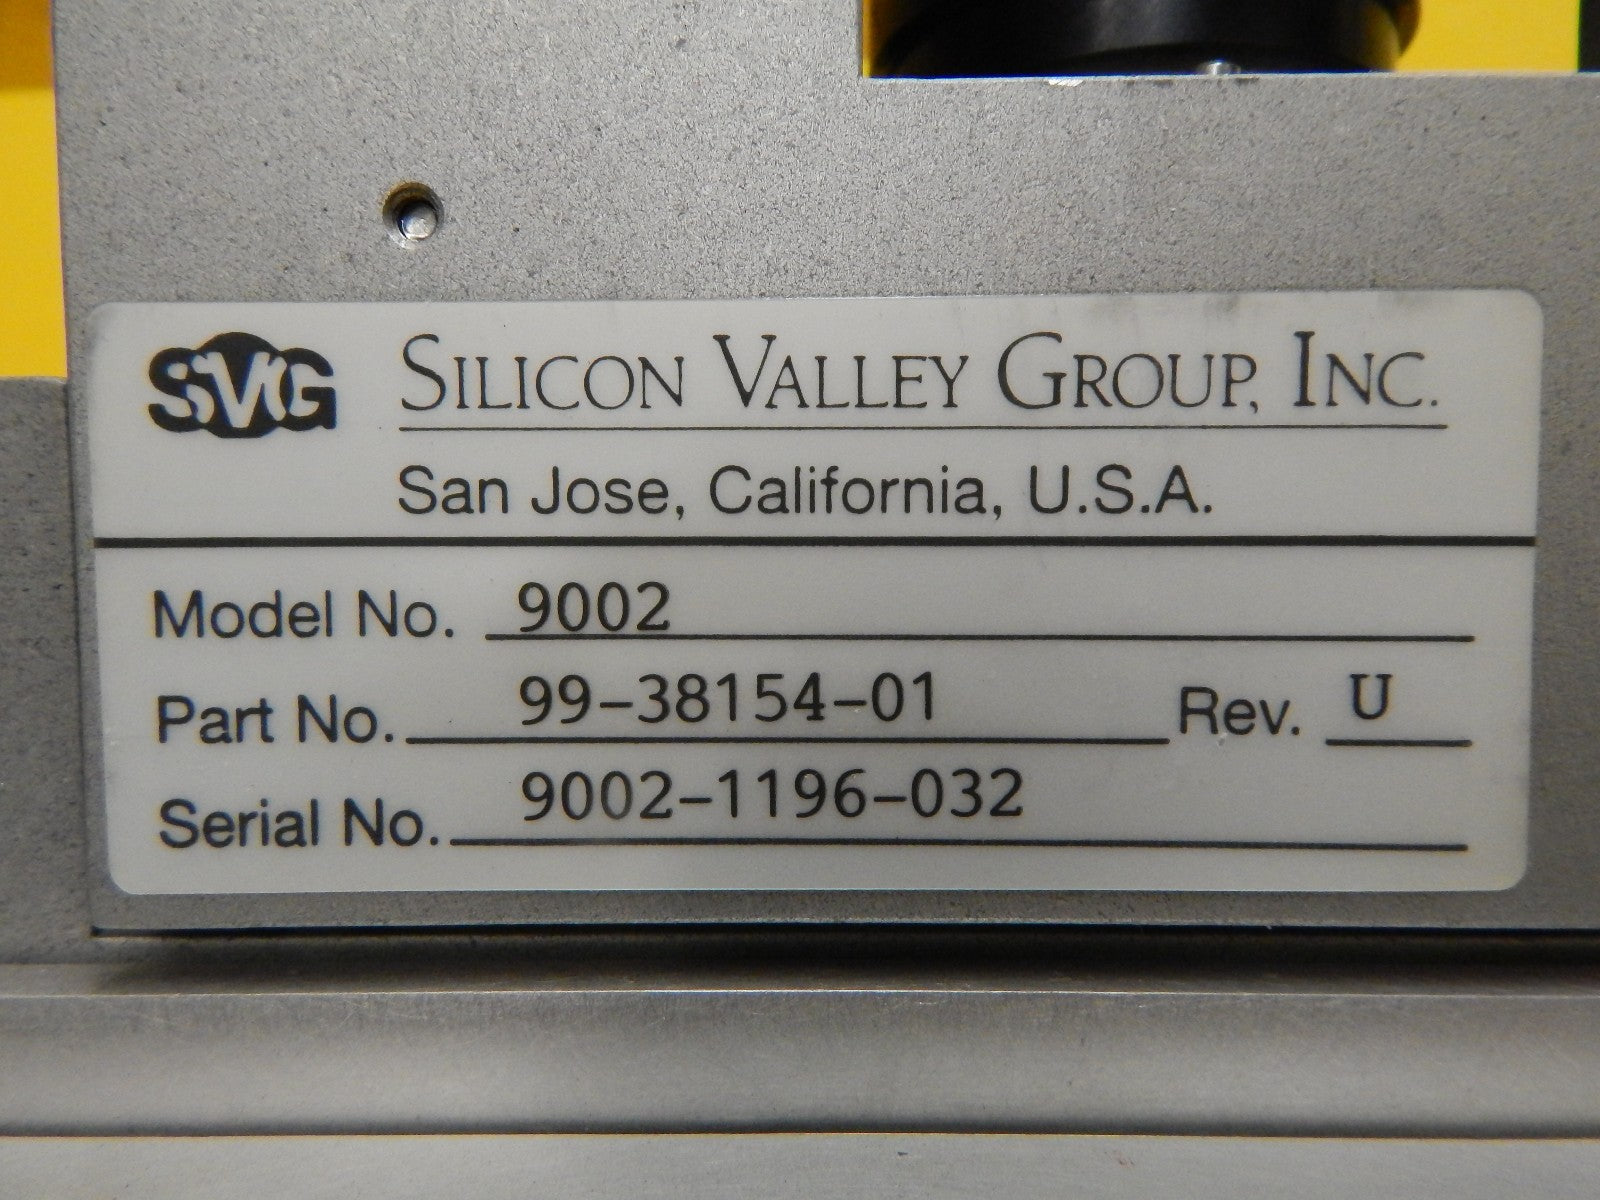 SVG SILICON VALLEY GROUP, INC.
San Jose, California, U.S.A.
Model No. 9002
Part No. 99-38154-01 Rev. U
Serial No. 9002-1196-032